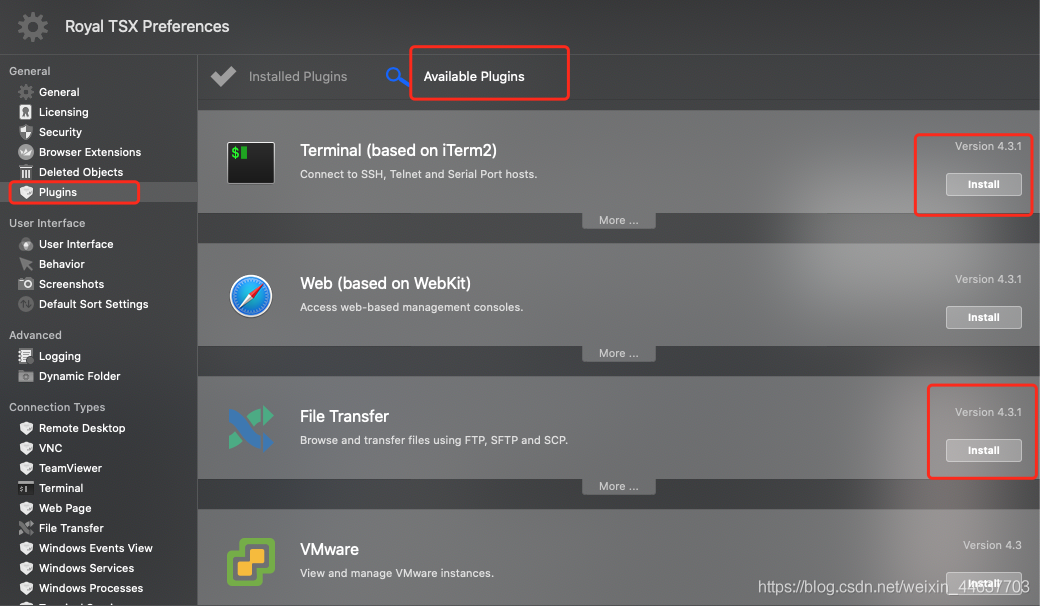 Royal TSX Preferences
General
General
Licensing
Security
Browser Extensions
Deleted Objects
Plugins
User Interface
User Interface
Behavior
Screenshots
Default Sort Settings
Advanced
Logging
Dynamic Folder
Connection Types
Remote Desktop
VNC
TeamViewer
Terminal
Web Page
File Transfer
Windows Events View
Windows Services
Windows Processes
Installed Plugins
Available Plugins
$
Terminal (based on iTerm2)
Connect to SSH, Telnet and Serial Port hosts.
Version 4.3.1
Install
More ...
Web (based on WebKit)
Access web-based management consoles.
Version 4.3.1
Install
More ...
File Transfer
Browse and transfer files using FTP, SFTP and SCP.
Version 4.3.1
Install
More ...
VMware
View and manage VMware instances.
Version 4.3
Install